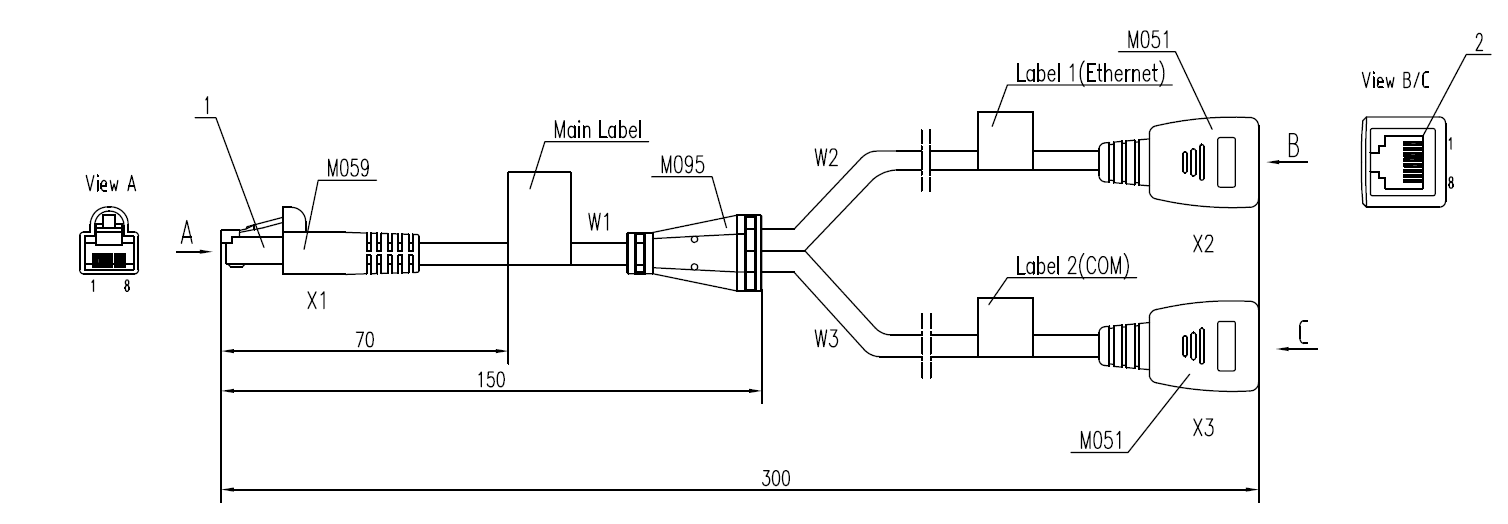 M051
2
Label 1(Ethernet)
View B/C
1
Main Label
M059
M095
W2
B
1
8
View A
A
W1
X2
1 8
X1
Label 2(COM)
70
W3
C
150
X3
M051
300